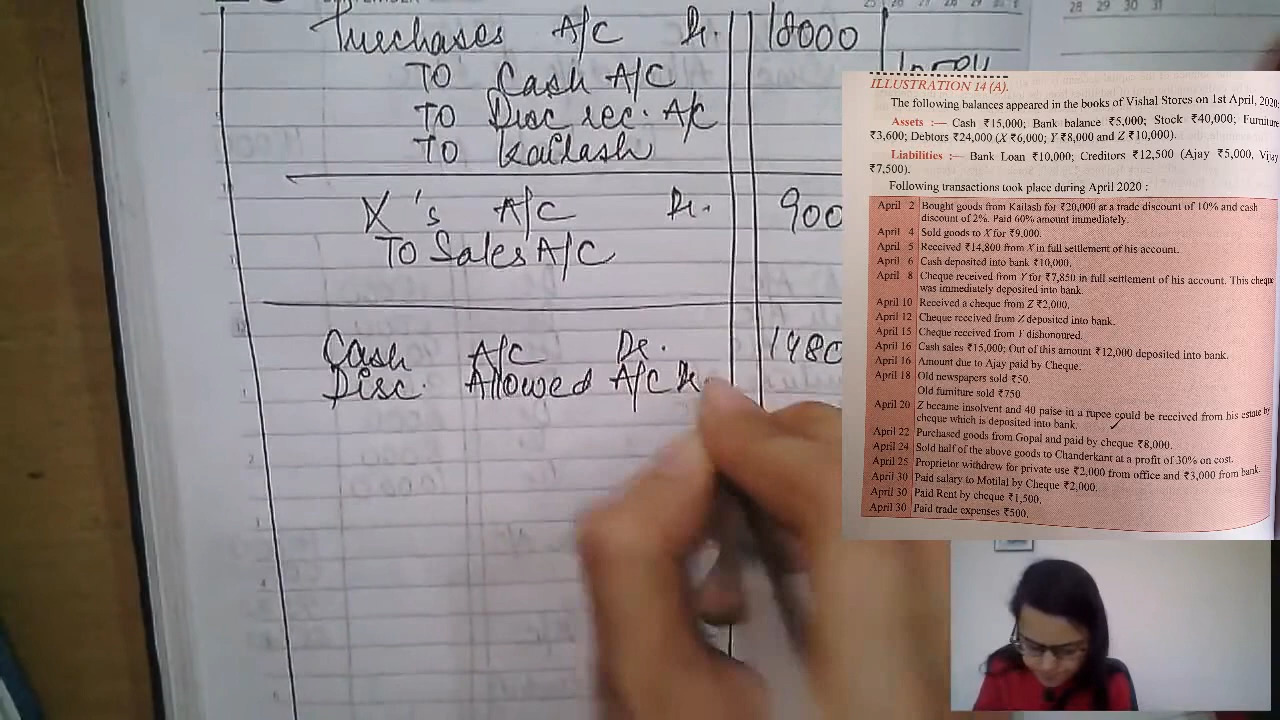 28 29 30 31
Purchases A/C Dr. 18000
TO Cash A/C
TO Disc rec. A/C
TO Kailash
X's A/C Dr. 900
TO Sales A/C
Cash A/C Dr. 1480
Disc. Allowed A/C Dr.
ILLUSTRATION 14 (A).
The following balances appeared in the books of Vishal Stores on 1st April, 2020
Assets :— Cash ₹15,000; Bank balance ₹5,000; Stock ₹40,000; Furniture
₹3,600; Debtors ₹24,000 (X ₹6,000; Y ₹8,000 and Z ₹10,000).
Liabilities :— Bank Loan ₹10,000; Creditors ₹12,500 (Ajay ₹5,000, Vijay
₹7,500).
Following transactions took place during April 2020 :
April 2 Bought goods from Kailash for ₹20,000 at a trade discount of 10% and cash
discount of 2%. Paid 60% amount immediately.
April 4 Sold goods to X for ₹9,000.
April 5 Received ₹14,800 from X in full settlement of his account.
April 6 Cash deposited into bank ₹10,000.
April 8 Cheque received from Y for ₹7,850 in full settlement of his account. This cheque
was immediately deposited into bank.
April 10 Received a cheque from Z ₹2,000.
April 12 Cheque received from Z deposited into bank.
April 15 Cheque received from Y dishonoured.
April 16 Cash sales ₹15,000; Out of this amount ₹12,000 deposited into bank.
April 16 Amount due to Ajay paid by Cheque.
April 18 Old newspapers sold ₹50.
Old furniture sold ₹750
April 20 Z became insolvent and 40 paise in a rupee could be received from his estate by
cheque which is deposited into bank.
April 22 Purchased goods from Gopal and paid by cheque ₹8,000.
April 24 Sold half of the above goods to Chanderkant at a profit of 30% on cost.
April 25 Proprietor withdrew for private use ₹2,000 from office and ₹3,000 from bank.
April 30 Paid salary to Motilal by Cheque ₹2,000.
April 30 Paid Rent by cheque ₹1,500.
April 30 Paid trade expenses ₹500.